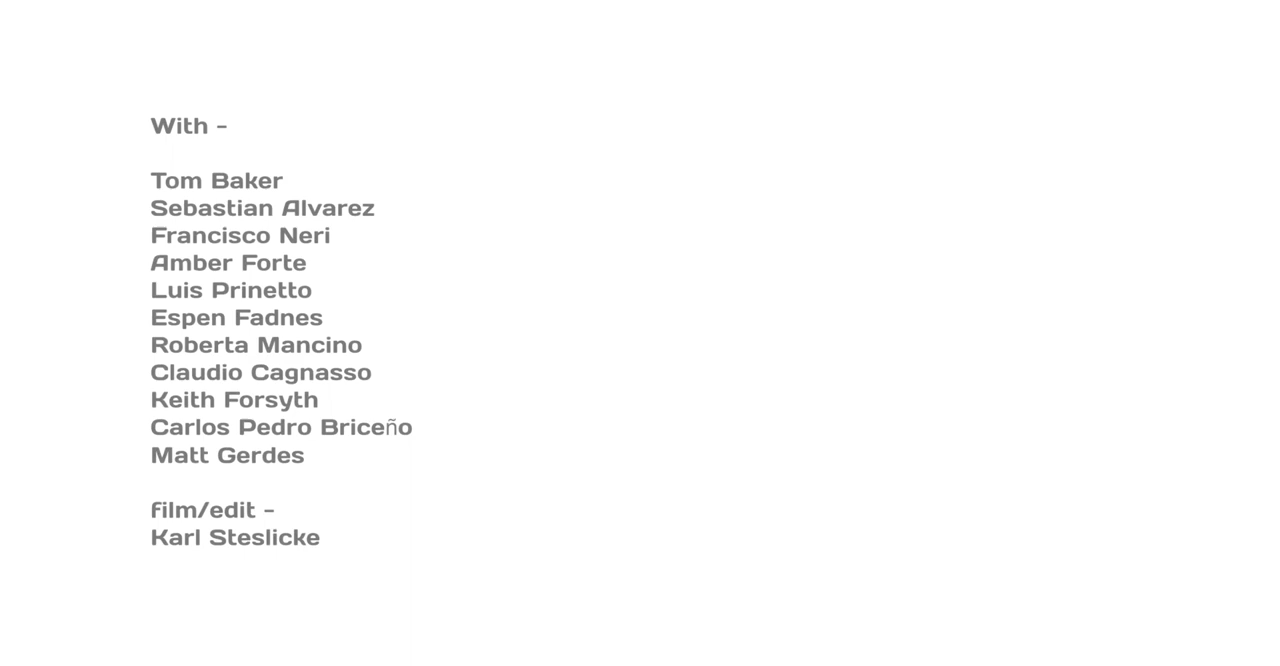 With -
Tom Baker
Sebastian Alvarez
Francisco Neri
Amber Forte
Luis Prinetto
Espen Fadnes
Roberta Mancino
Claudio Cagnasso
Keith Forsyth
Carlos Pedro Briceño
Matt Gerdes
film/edit -
Karl Steslicke